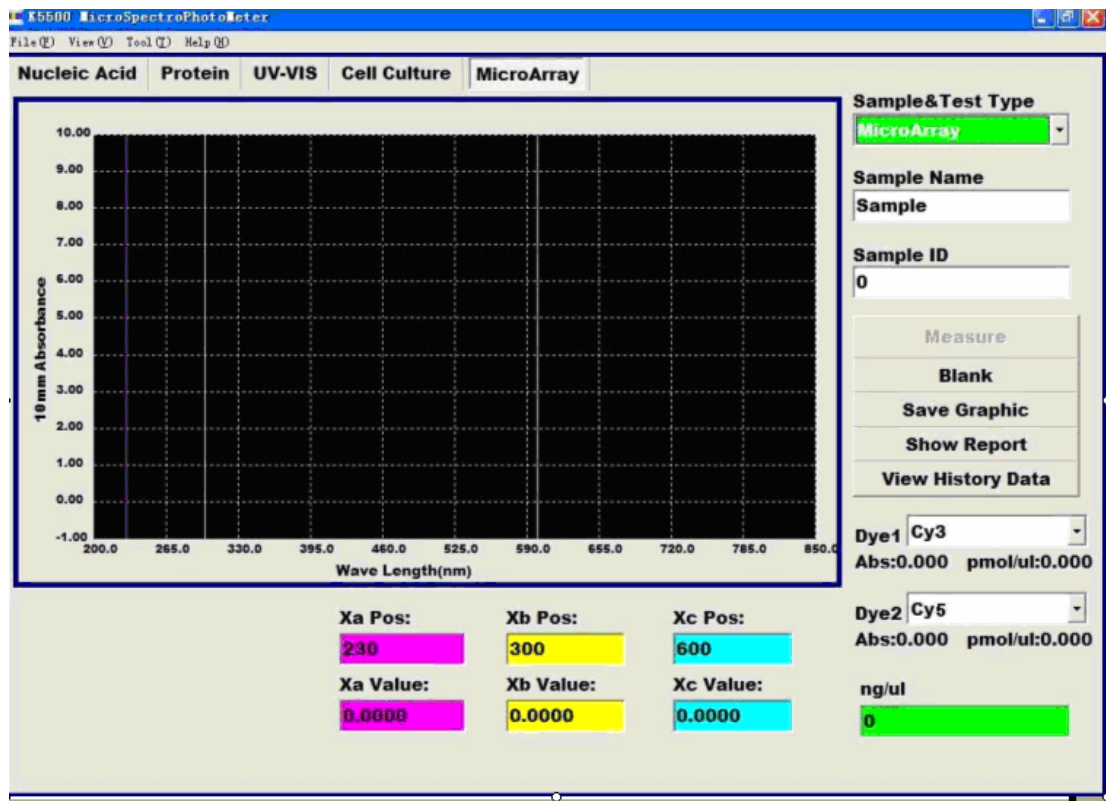 K5500 MicroSpectroPhotoMeter
File(F) View(V) Tool(T) Help(H)
Nucleic Acid Protein UV-VIS Cell Culture MicroArray
Sample&Test Type
MicroArray
Sample Name
Sample
Sample ID
0
Measure
Blank
Save Graphic
Show Report
View History Data
Dye1 Cy3
Abs:0.000 pmol/ul:0.000
Dye2 Cy5
Abs:0.000 pmol/ul:0.000
ng/ul
0
10mm Absorbance
10.00
9.00
8.00
7.00
6.00
5.00
4.00
3.00
2.00
1.00
0.00
-1.00
200.0 265.0 330.0 395.0 460.0 525.0 590.0 655.0 720.0 785.0 850.0
Wave Length(nm)
Xa Pos: Xb Pos: Xc Pos:
230 300 600
Xa Value: Xb Value: Xc Value:
0.0000 0.0000 0.0000